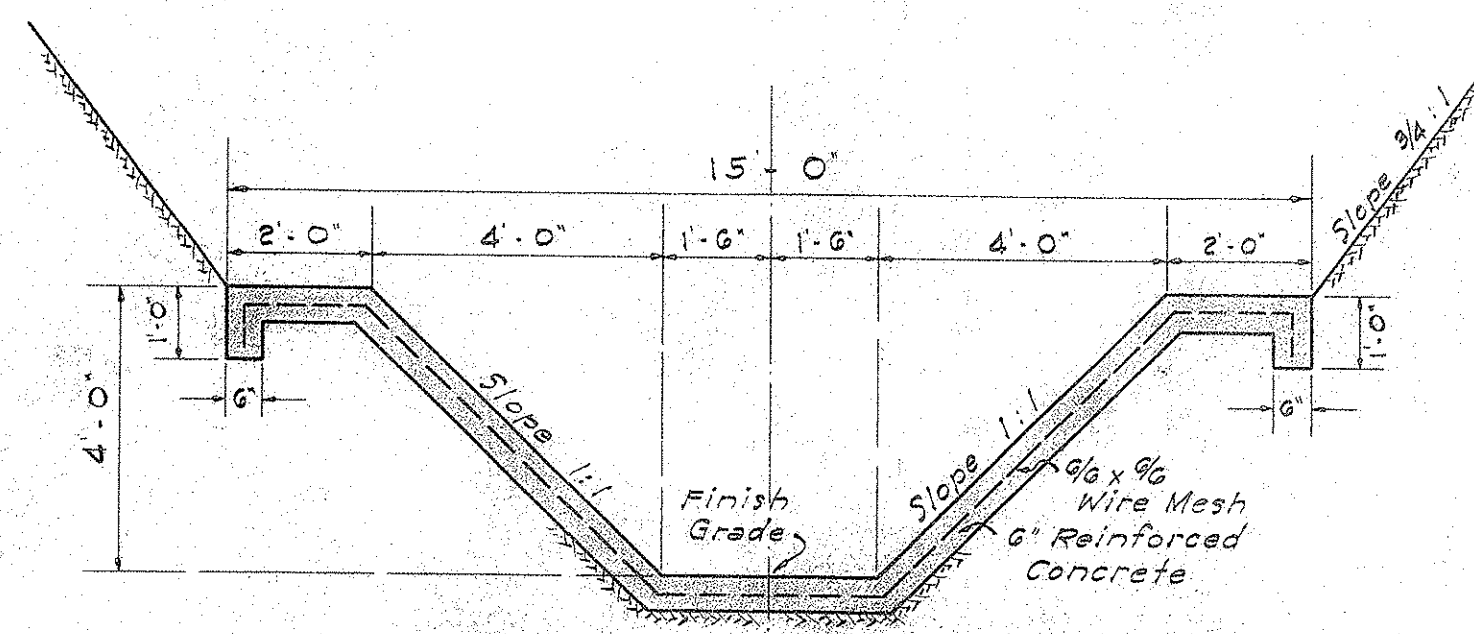 Slope 3/4 : 1
15'-0"
2'-0"
4'-0"
1'-6"
1'-6"
4'-0"
2'-0"
1'-0"
4'-0"
6"
Slope 1:1
Slope 1:1
1'-0"
6"
Finish
Grade
6/6 x 6/6
Wire Mesh
6" Reinforced
Concrete